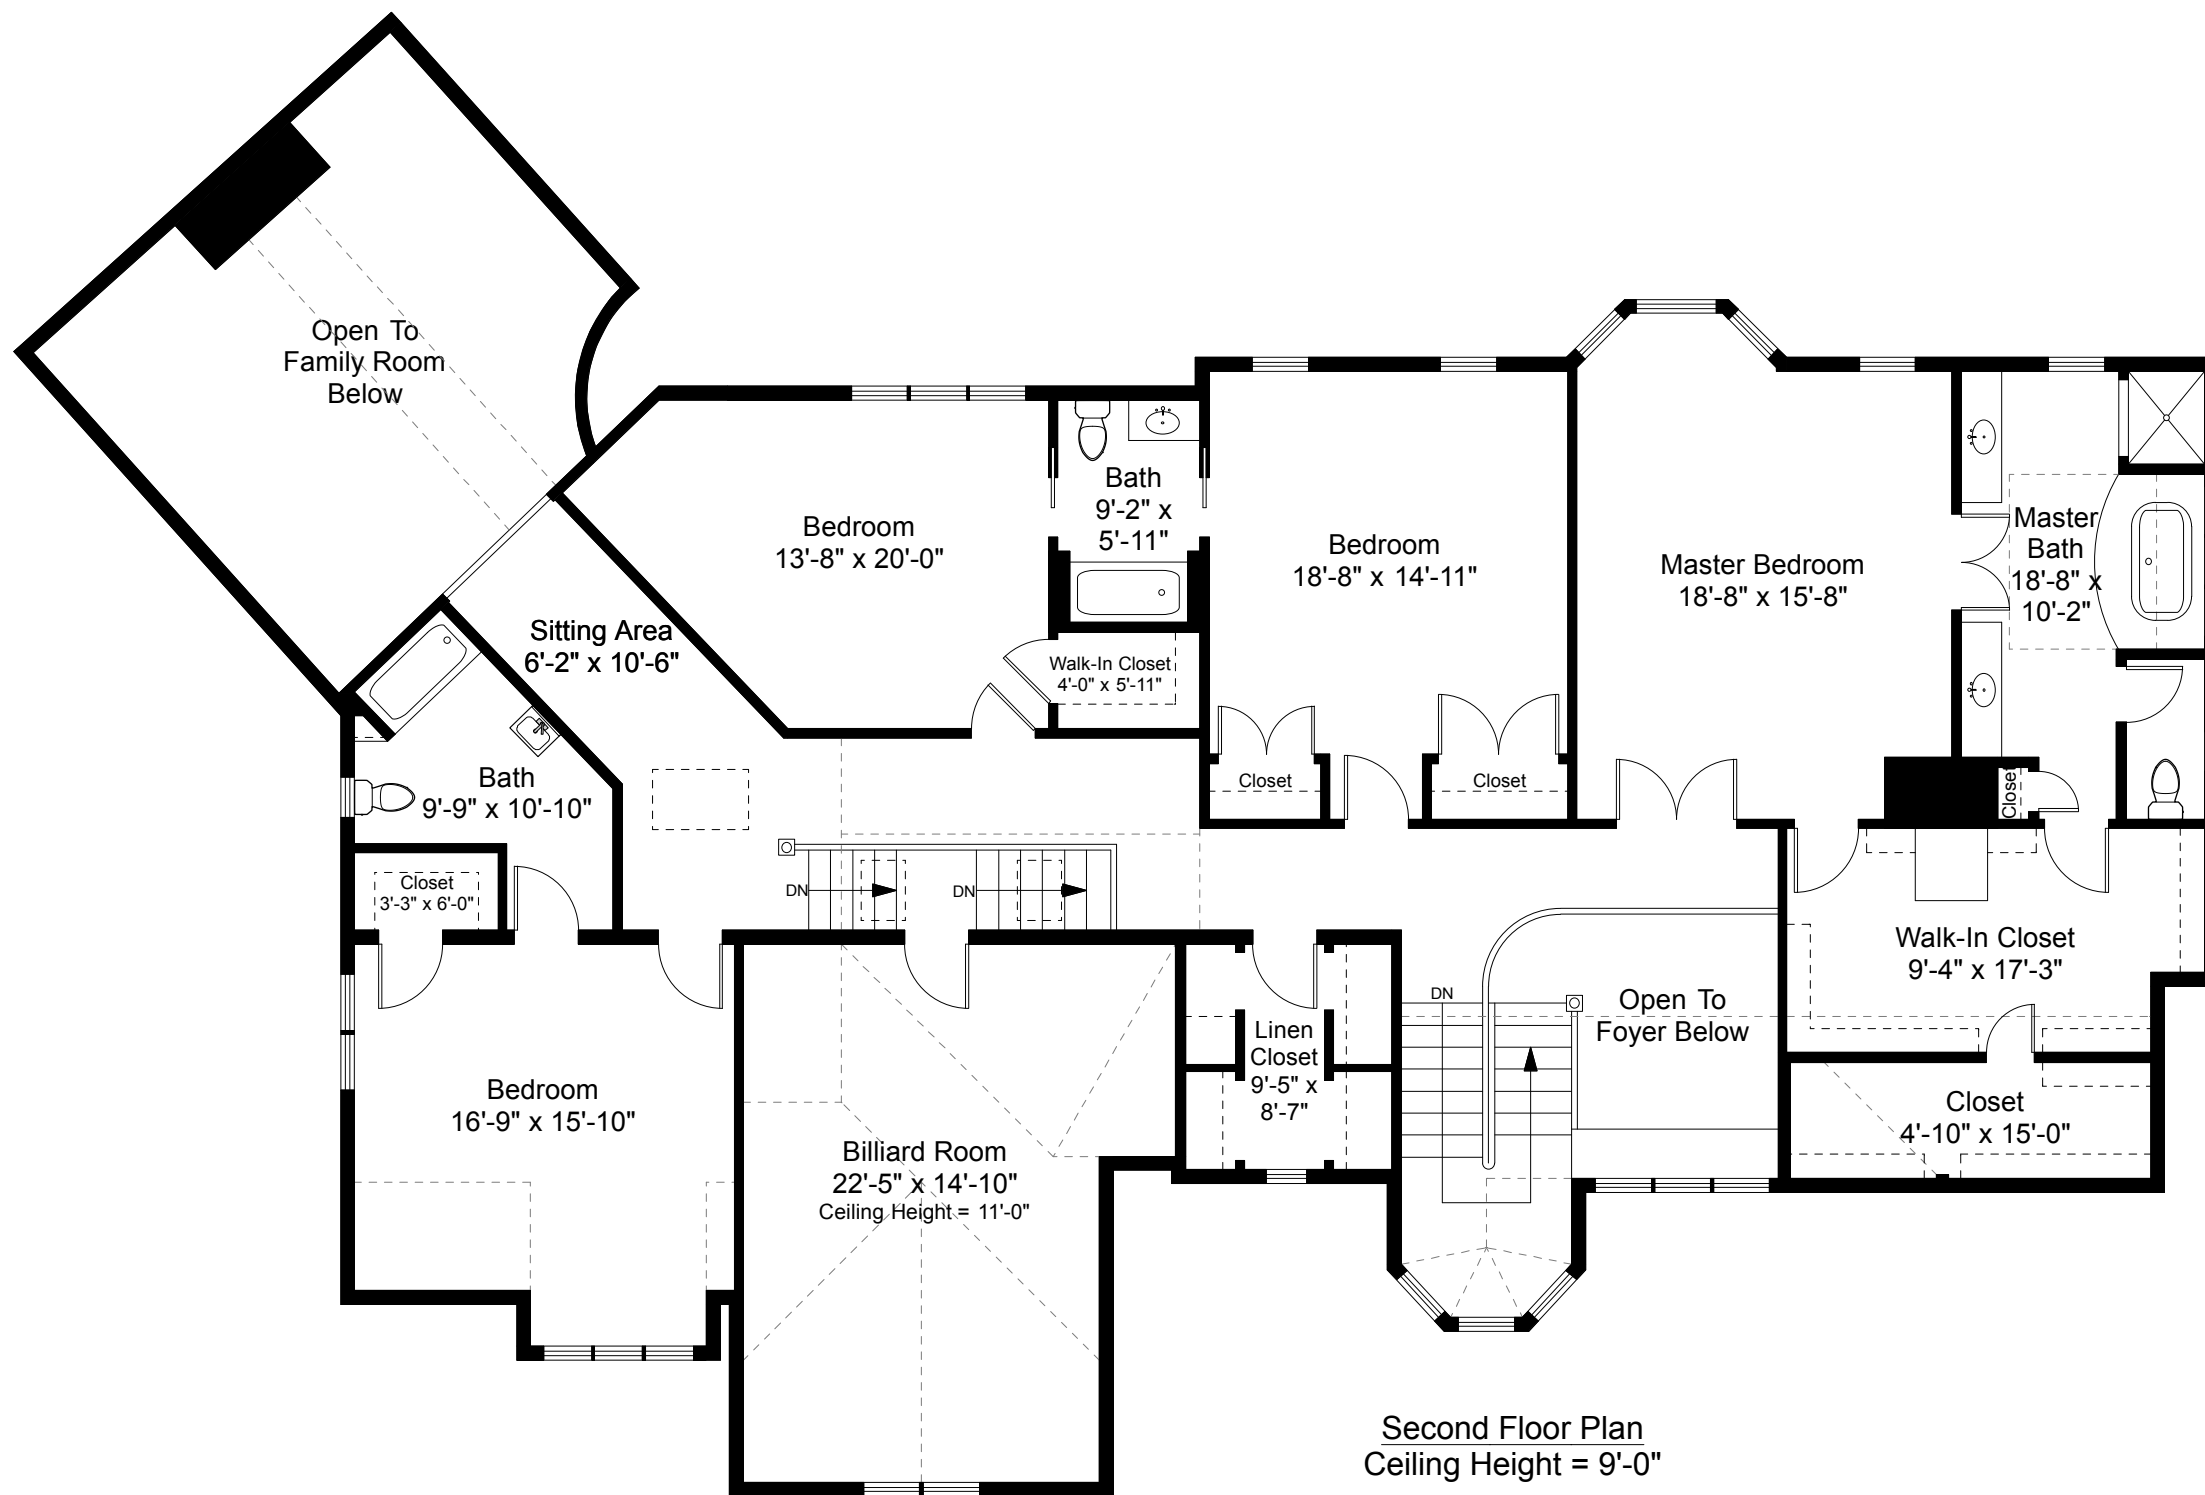 Open To
Family Room
Below
Bedroom
13'-8" x 20'-0"
Bath
9'-2" x
5'-11"
Bedroom
18'-8" x 14'-11"
Master Bedroom
18'-8" x 15'-8"
Master
Bath
18'-8" x
10'-2"
Sitting Area
6'-2" x 10'-6"
Walk-In Closet
4'-0" x 5'-11"
Bath
9'-9" x 10'-10"
Closet
Closet
Closet
Closet
3'-3" x 6'-0"
DN
DN
Walk-In Closet
9'-4" x 17'-3"
DN
Open To
Foyer Below
Linen
Closet
9'-5" x
8'-7"
Bedroom
16'-9" x 15'-10"
Closet
4'-10" x 15'-0"
Billiard Room
22'-5" x 14'-10"
Ceiling Height = 11'-0"
Second Floor Plan
Ceiling Height = 9'-0"